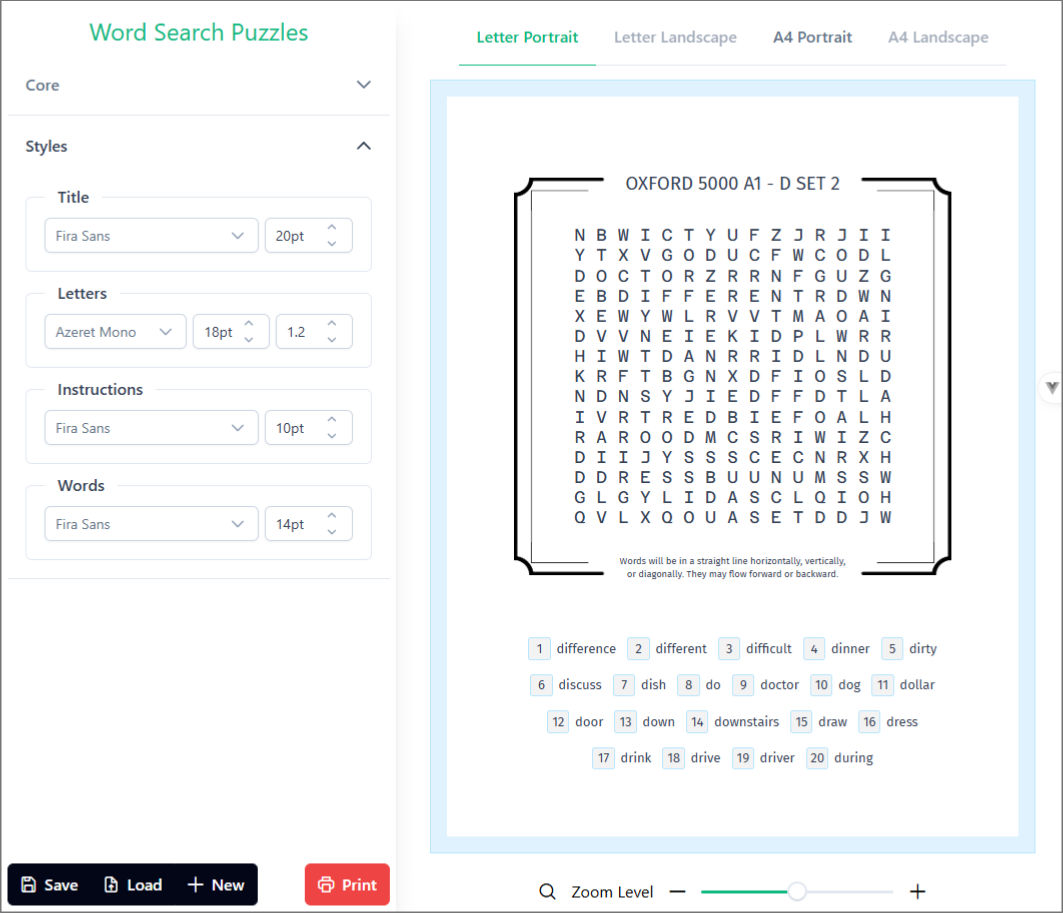 Word Search Puzzles
Core
Styles
Title
Fira Sans 20pt
Letters
Azeret Mono 18pt 1.2
Instructions
Fira Sans 10pt
Words
Fira Sans 14pt
Save Load New Print
Letter Portrait Letter Landscape A4 Portrait A4 Landscape
OXFORD 5000 A1 - D SET 2
N B W I C T Y U F Z J R J I I
Y T X V G O D U C F W C O D L
D O C T O R Z R R N F G U Z G
E B D I F F E R E N T R D W N
X E W Y W L R V V T M A O A I
D V V N E I E K I D P L W R R
H I W T D A N R R I D L N D U
K R F T B G N X D F I O S L D
N D N S Y J I E D F F D T L A
I V R T R E D B I E F O A L H
R A R O O D M C S R I W I Z C
D I I J Y S S S C E C N R X H
D D R E S S B U U N U M S S W
G L G Y L I D A S C L Q I O H
Q V L X Q O U A S E T D D J W
Words will be in a straight line horizontally, vertically,
or diagonally. They may flow forward or backward.
1 difference 2 different 3 difficult 4 dinner 5 dirty
6 discuss 7 dish 8 do 9 doctor 10 dog 11 dollar
12 door 13 down 14 downstairs 15 draw 16 dress
17 drink 18 drive 19 driver 20 during
Zoom Level